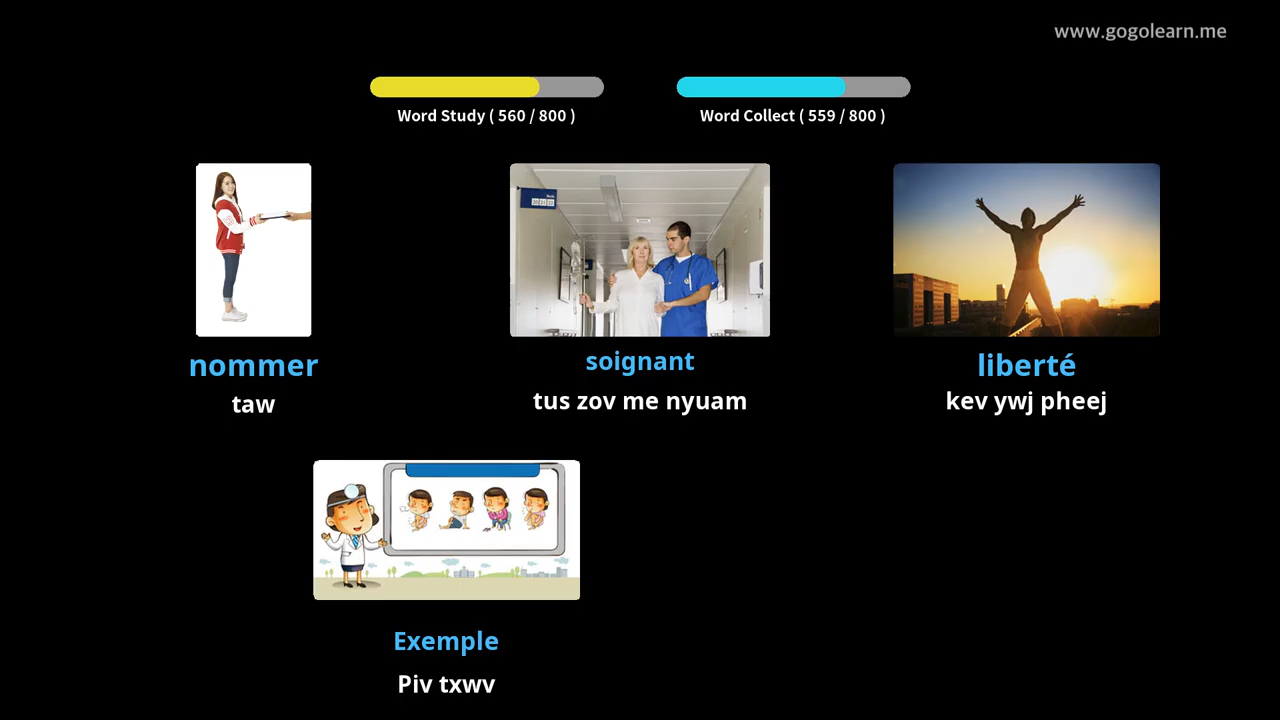 www.gogolearn.me
Word Study ( 560 / 800 )
Word Collect ( 559 / 800 )
nommer
taw
soignant
tus zov me nyuam
liberté
kev ywj pheej
Exemple
Piv txwv